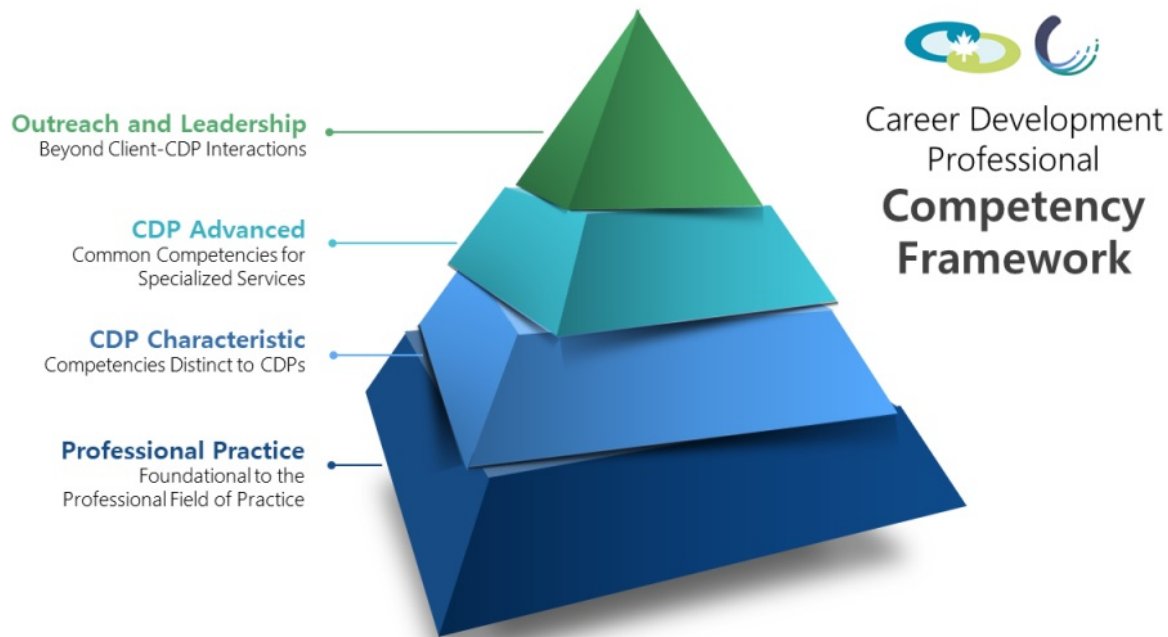 Career Development
Professional
Competency
Framework
Outreach and Leadership
Beyond Client-CDP Interactions
CDP Advanced
Common Competencies for
Specialized Services
CDP Characteristic
Competencies Distinct to CDPs
Professional Practice
Foundational to the
Professional Field of Practice